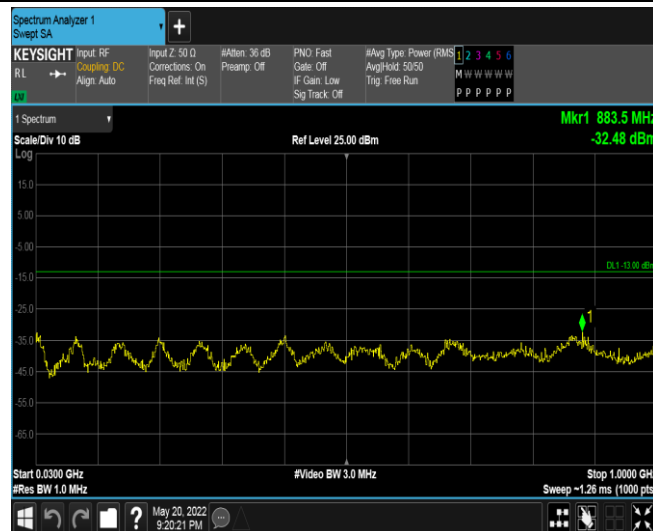 Spectrum Analyzer 1
Swept SA
+
KEYSIGHT
RL
LXI
Input: RF
Coupling: DC
Align: Auto
Input Z: 50 Ω
Corrections: On
Freq Ref: Int (S)
#Atten: 36 dB
Preamp: Off
PNO: Fast
Gate: Off
IF Gain: Low
Sig Track: Off
#Avg Type: Power (RMS
Avg|Hold: 50/50
Trig: Free Run
1 2 3 4 5 6
M W W W W W
P P P P P P
1 Spectrum
Mkr1 883.5 MHz
Scale/Div 10 dB
Ref Level 25.00 dBm
-32.48 dBm
Log
15.0
5.00
-5.00
DL1 -13.00 dBm
-15.0
-25.0
1
-35.0
-45.0
-55.0
-65.0
Start 0.0300 GHz
#Video BW 3.0 MHz
Stop 1.0000 GHz
#Res BW 1.0 MHz
Sweep ~1.26 ms (1000 pts)
?
May 20, 2022
9:20:21 PM